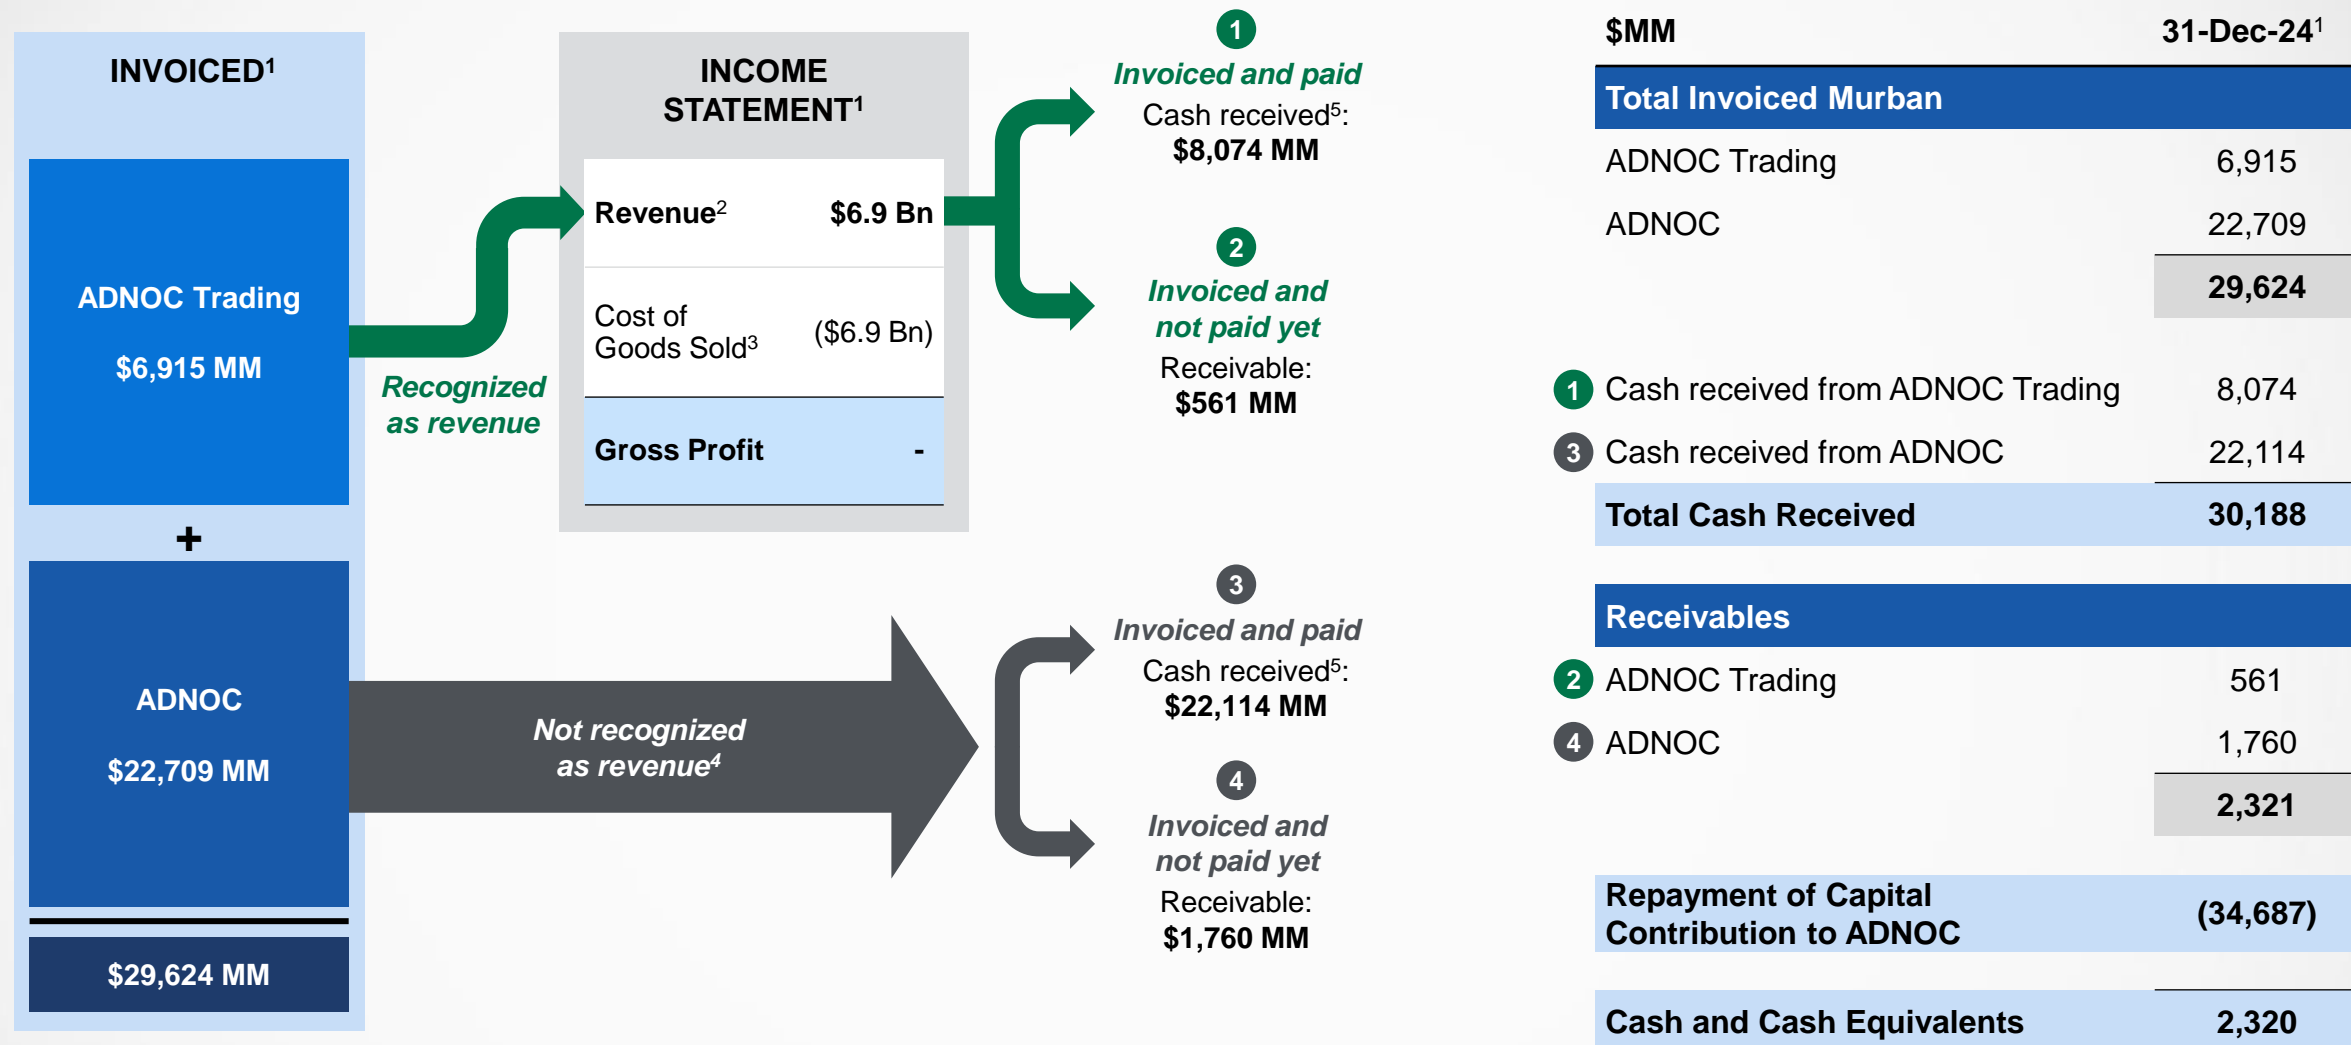 INVOICED¹
ADNOC Trading
$6,915 MM
+
ADNOC
$22,709 MM
$29,624 MM
Recognized
as revenue
INCOME
STATEMENT¹
Revenue² $6.9 Bn
Cost of
Goods Sold³ ($6.9 Bn)
Gross Profit -
Not recognized
as revenue⁴
1
Invoiced and paid
Cash received⁵:
$8,074 MM
2
Invoiced and
not paid yet
Receivable:
$561 MM
3
Invoiced and paid
Cash received⁵:
$22,114 MM
4
Invoiced and
not paid yet
Receivable:
$1,760 MM
$MM 31-Dec-24¹
Total Invoiced Murban
ADNOC Trading 6,915
ADNOC 22,709
29,624
1 Cash received from ADNOC Trading 8,074
3 Cash received from ADNOC 22,114
Total Cash Received 30,188
Receivables
2 ADNOC Trading 561
4 ADNOC 1,760
2,321
Repayment of Capital
Contribution to ADNOC (34,687)
Cash and Cash Equivalents 2,320